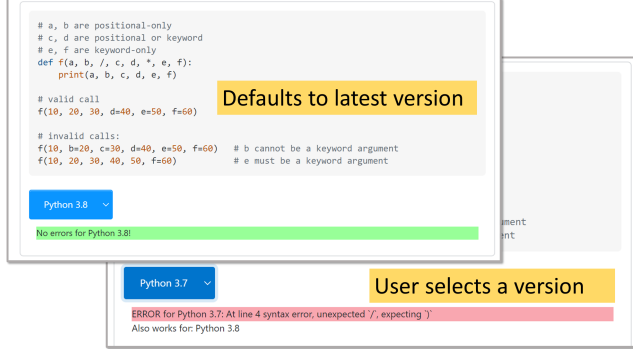 # a, b are positional-only
# c, d are positional or keyword
# e, f are keyword-only
def f(a, b, /, c, d, *, e, f):
    print(a, b, c, d, e, f)
# valid call
f(10, 20, 30, d=40, e=50, f=60)
Defaults to latest version
# invalid calls:
f(10, b=20, c=30, d=40, e=50, f=60)   # b cannot be a keyword argument
f(10, 20, 30, 40, 50, f=60)           # e must be a keyword argument
Python 3.8
No errors for Python 3.8!
Python 3.7
User selects a version
ERROR for Python 3.7: At line 4 syntax error, unexpected `/', expecting `)`
Also works for: Python 3.8